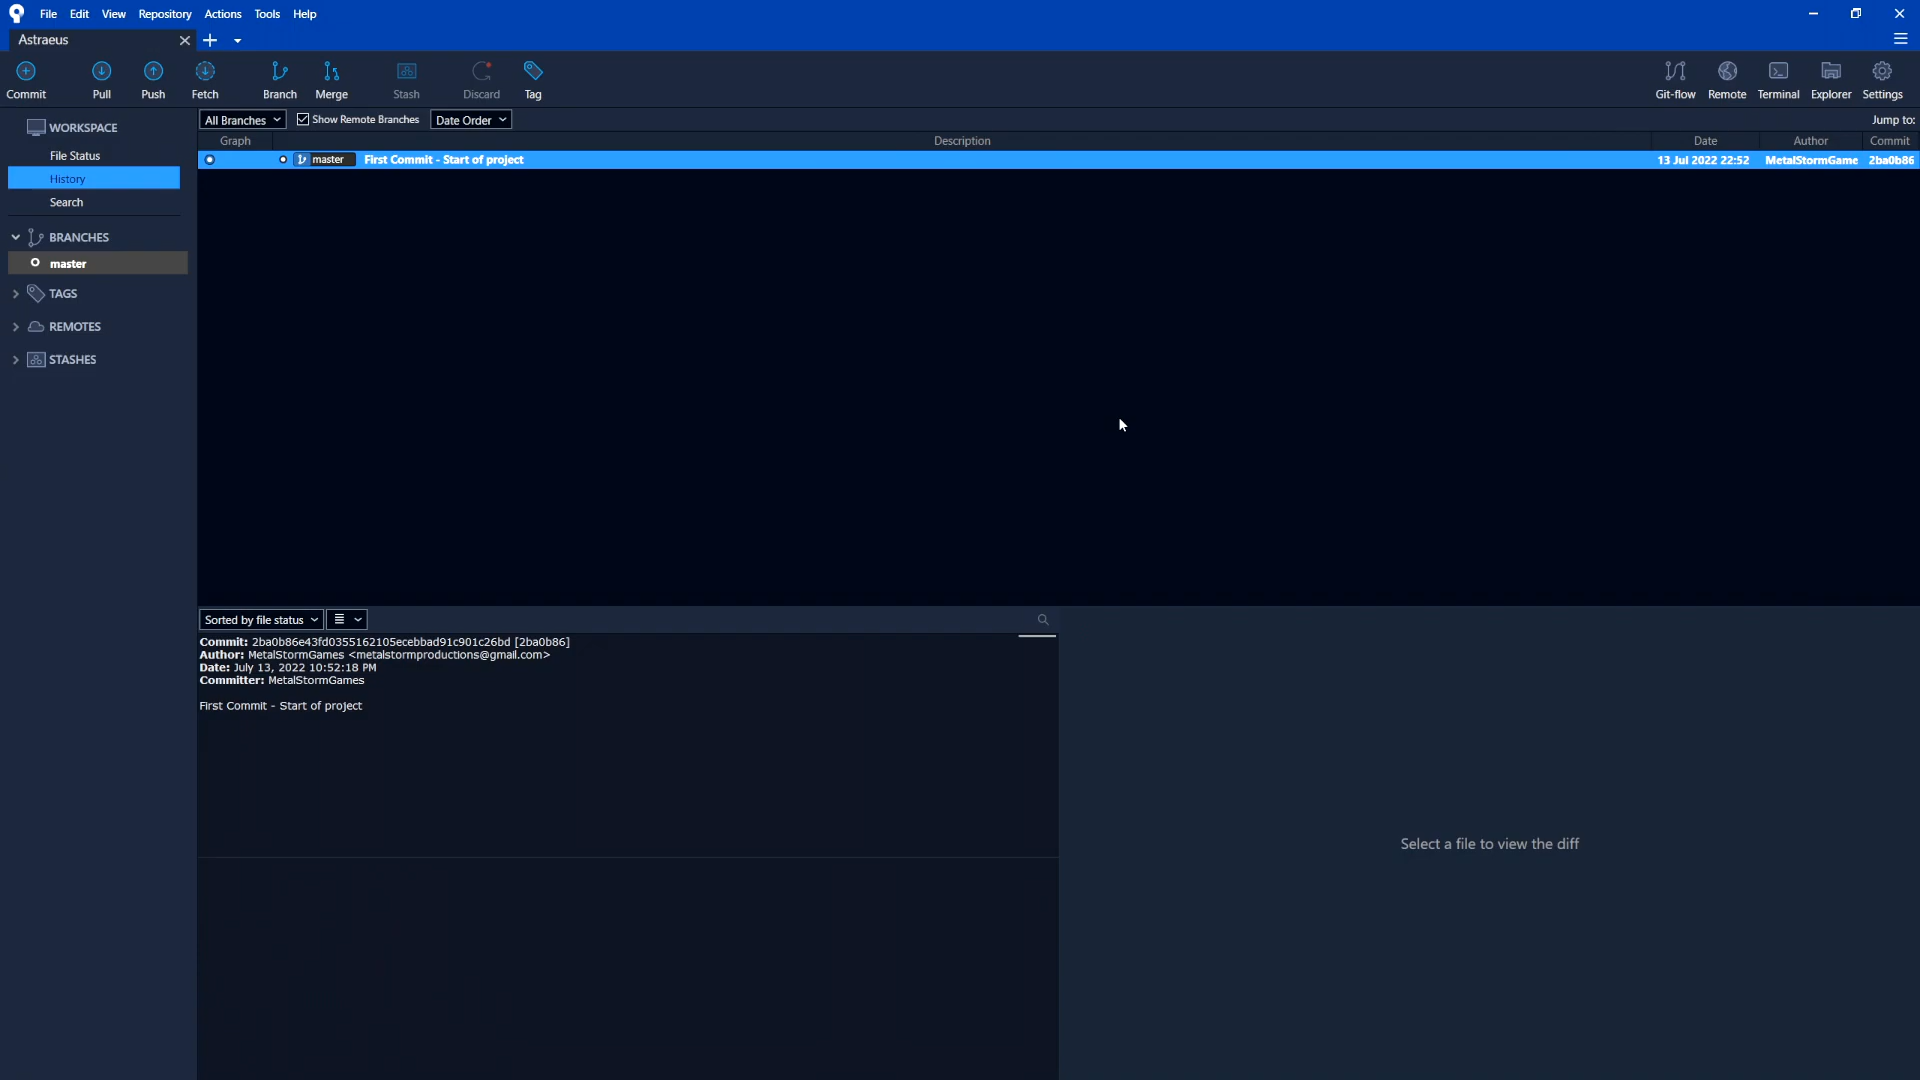 File Edit View Repository Actions Tools Help
Astraeus
Commit Pull Push Fetch Branch Merge Stash Discard Tag Git-flow Remote Terminal Explorer Settings
WORKSPACE
File Status
History
Search
BRANCHES
master
TAGS
REMOTES
STASHES
All Branches Show Remote Branches Date Order Jump to:
Graph Description Date Author Commit
master First Commit - Start of project 13 Jul 2022 22:52 MetalStormGame 2ba0b86
Sorted by file status
Commit: 2ba0b86e43fd0355162105ecebbad91c901c26bd [2ba0b86]
Author: MetalStormGames <metalstormproductions@gmail.com>
Date: July 13, 2022 10:52:18 PM
Committer: MetalStormGames
First Commit - Start of project
Select a file to view the diff